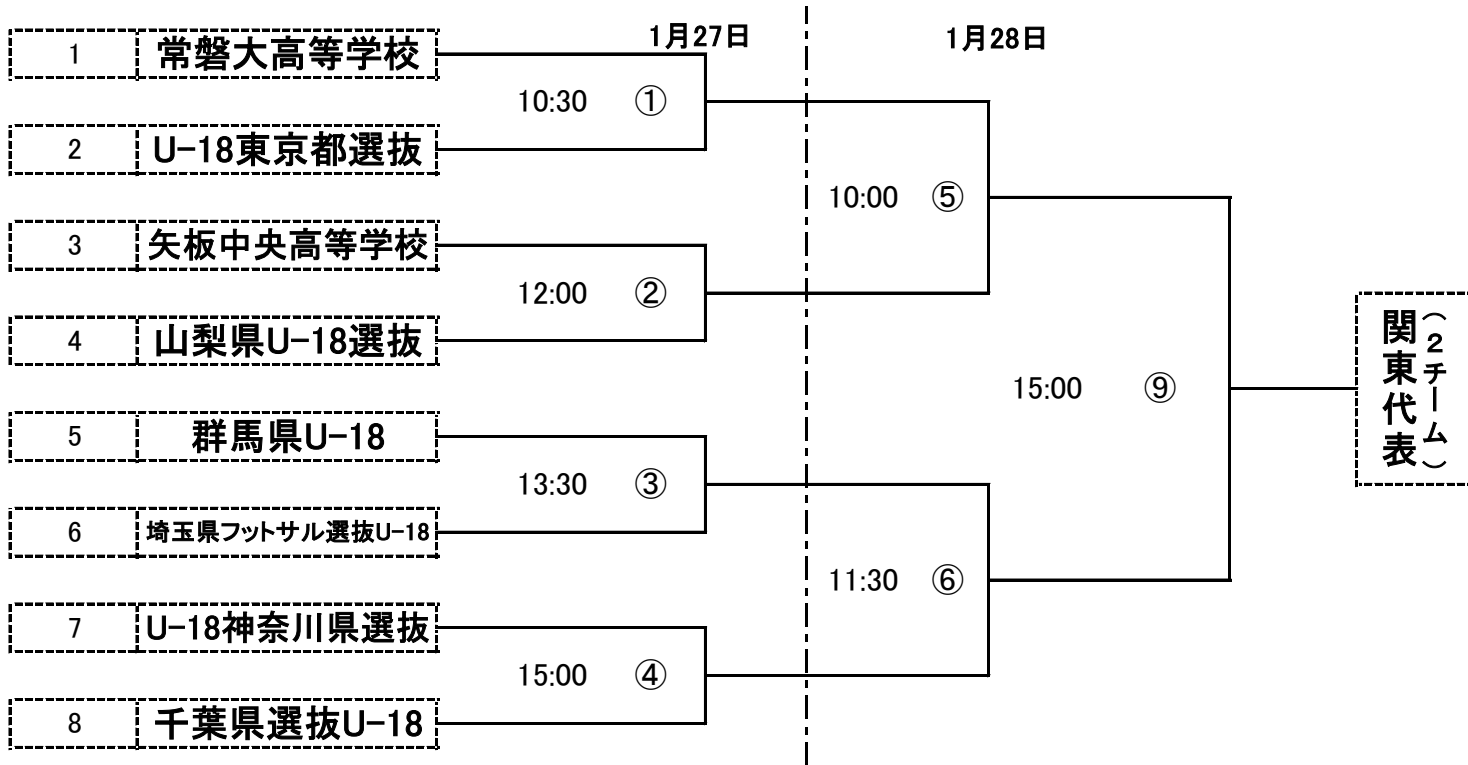 1月27日
1月28日
1 常磐大高等学校
10:30 ①
2 U-18東京都選抜
10:00 ⑤
3 矢板中央高等学校
12:00 ②
4 山梨県U-18選抜
関東代表
（2チーム）
15:00 ⑨
5 群馬県U-18
13:30 ③
6 埼玉県フットサル選抜U-18
11:30 ⑥
7 U-18神奈川県選抜
15:00 ④
8 千葉県選抜U-18